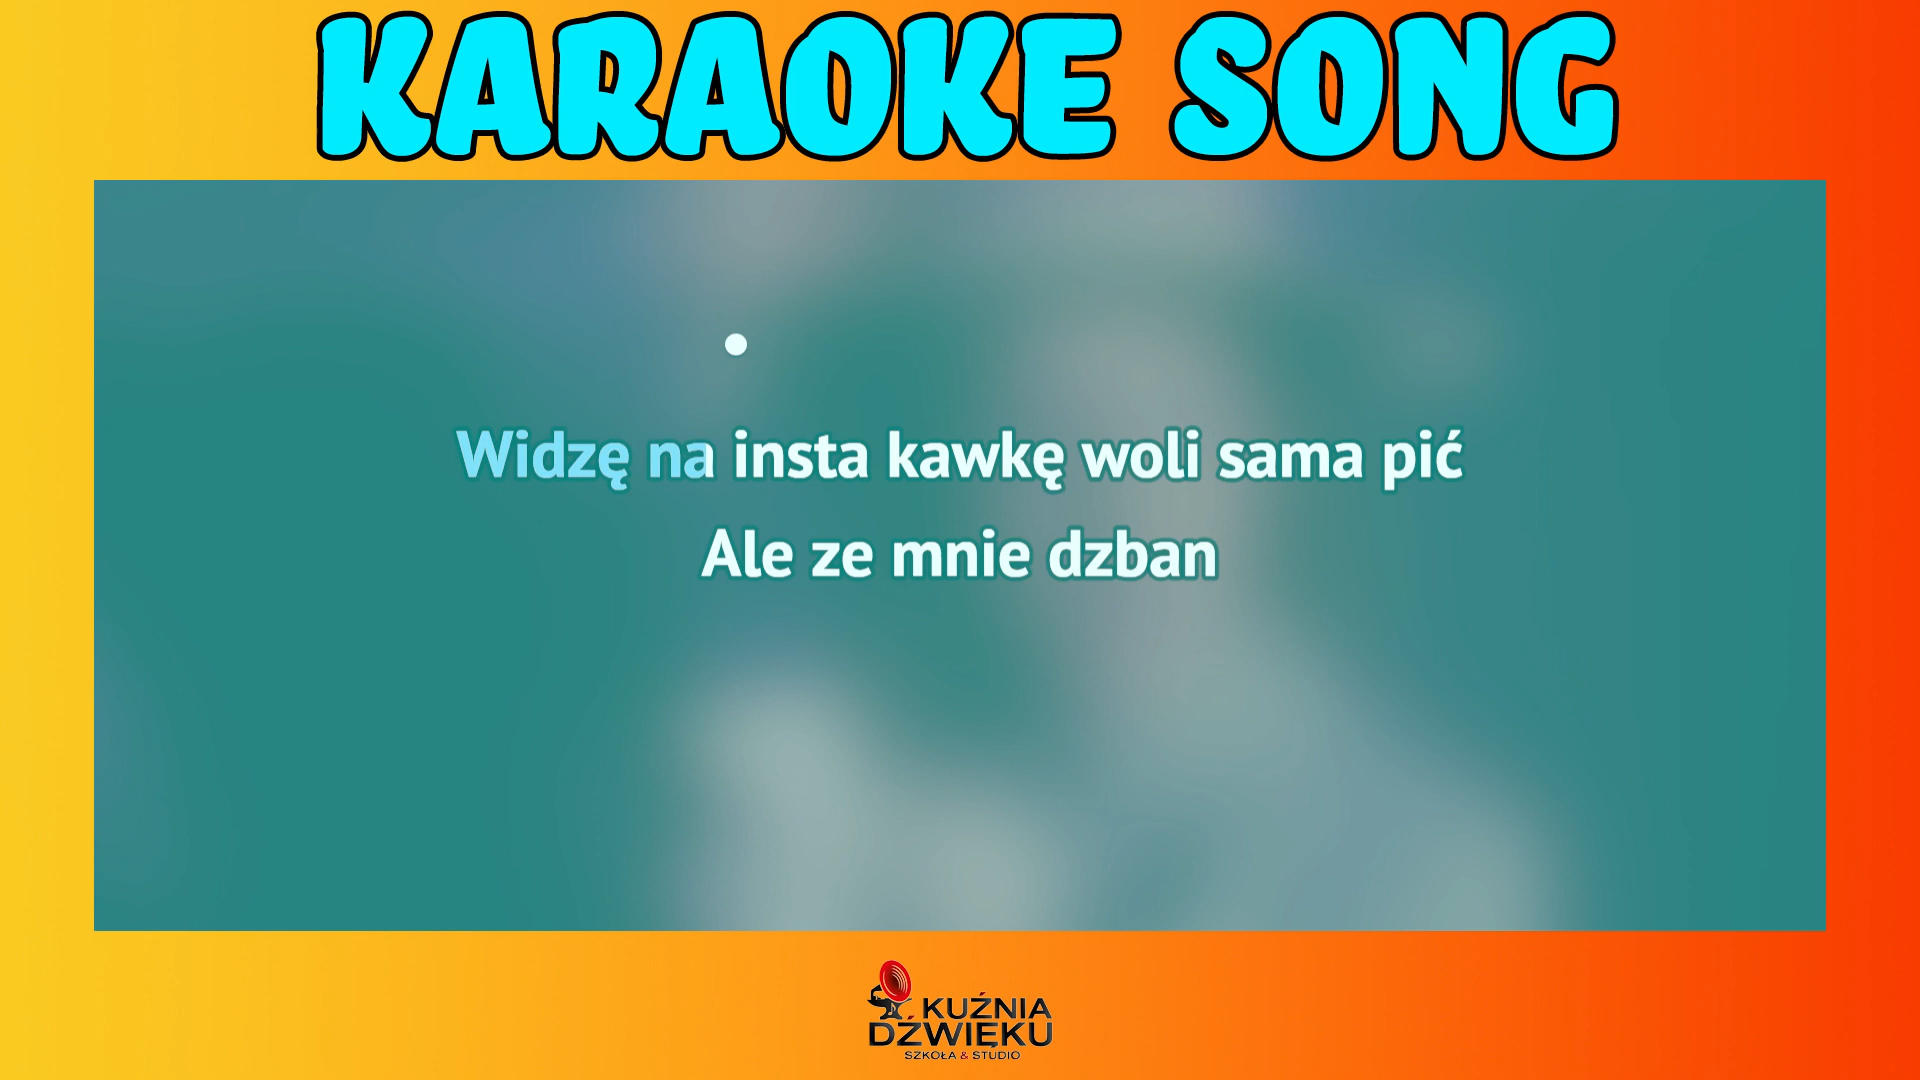 KARAOKE SONG
Widzę na insta kawkę woli sama pić
Ale ze mnie dzban
KUŹNIA
DŹWIĘKU
SZKOŁA & STUDIO